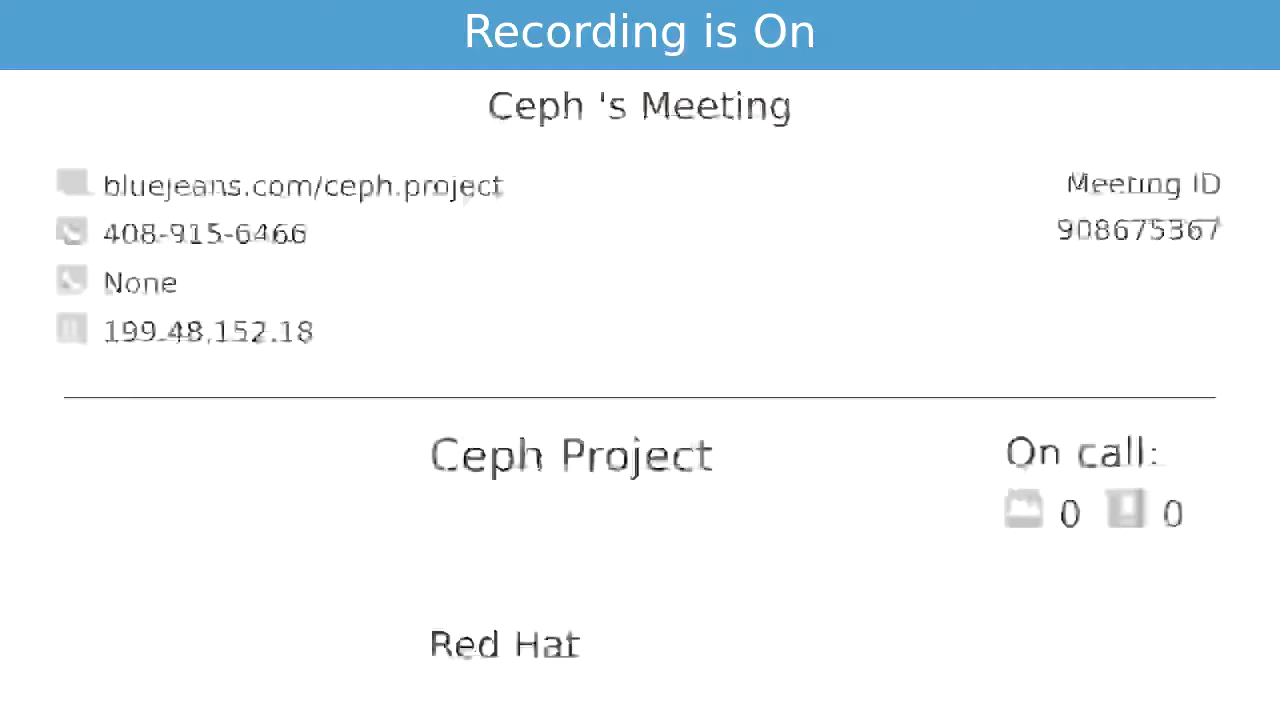 Recording is On
Ceph 's Meeting
bluejeans.com/ceph.project
Meeting ID
408-915-6466
908675367
None
199.48.152.18
Ceph Project
On call:
0 0
Red Hat